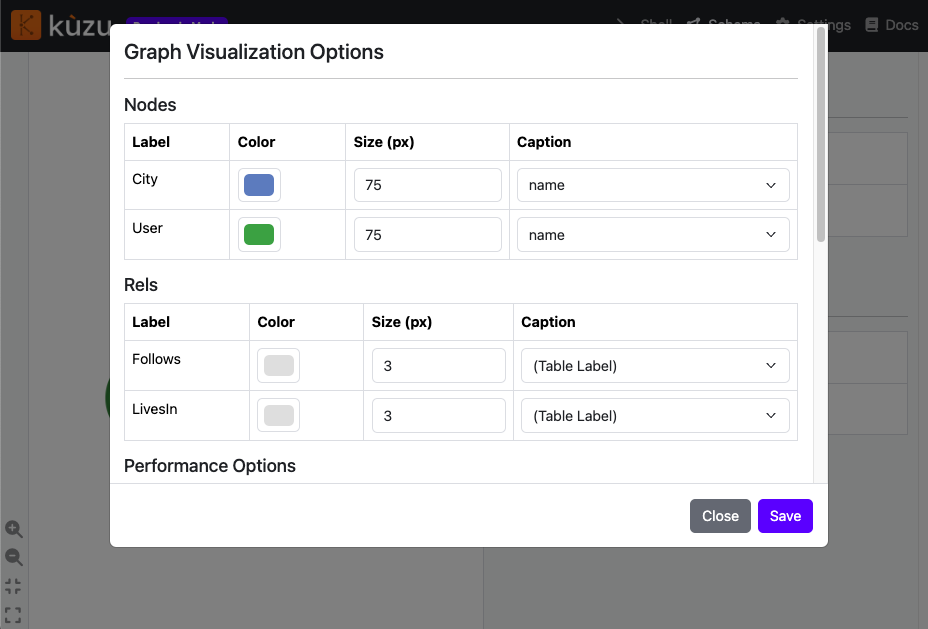 kùzu
Shell Schema Settings Docs
Graph Visualization Options
Nodes
Label Color Size (px) Caption
City 75 name
User 75 name
Rels
Label Color Size (px) Caption
Follows 3 (Table Label)
LivesIn 3 (Table Label)
Performance Options
Close Save